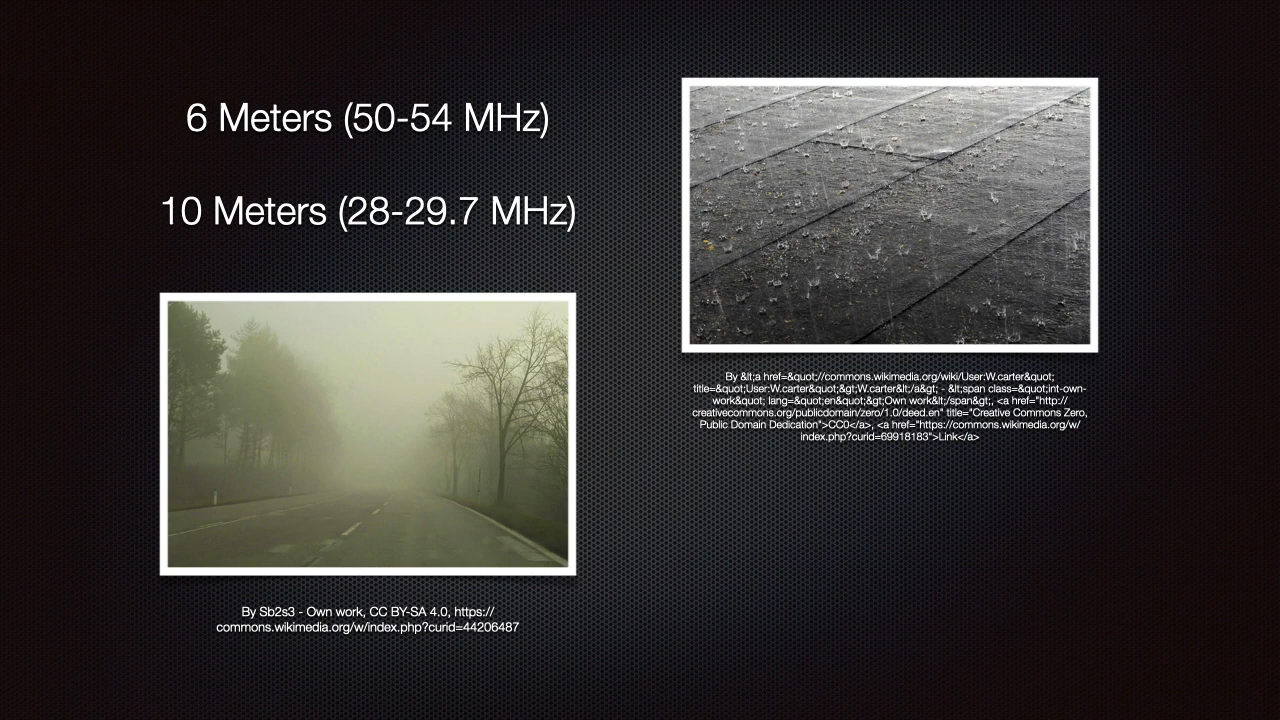 6 Meters (50-54 MHz)
10 Meters (28-29.7 MHz)
By Sb2s3 - Own work, CC BY-SA 4.0, https://
commons.wikimedia.org/w/index.php?curid=44206487
By &lt;a href=&quot;//commons.wikimedia.org/wiki/User:W.carter&quot;
title=&quot;User:W.carter&quot;&gt;W.carter&lt;/a&gt; - &lt;span class=&quot;int-own-
work&quot; lang=&quot;en&quot;&gt;Own work&lt;/span&gt;, <a href="http://
creativecommons.org/publicdomain/zero/1.0/deed.en" title="Creative Commons Zero,
Public Domain Dedication">CC0</a>, <a href="https://commons.wikimedia.org/w/
index.php?curid=69918183">Link</a>